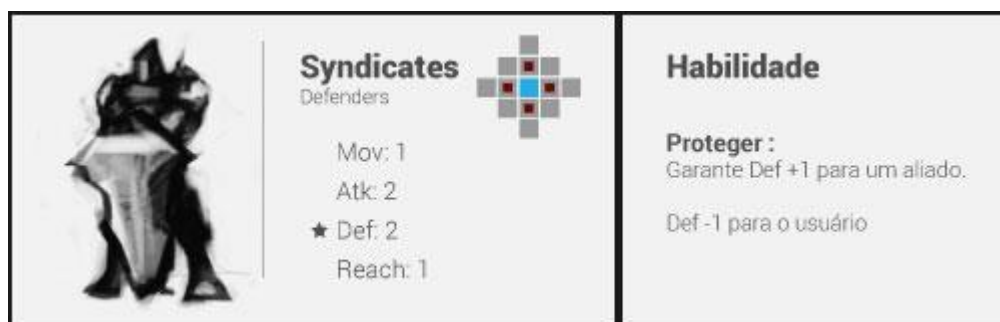 Syndicates
Defenders
Mov: 1
Atk: 2
★ Def: 2
Reach: 1
Habilidade
Proteger :
Garante Def +1 para um aliado.
Def -1 para o usuário